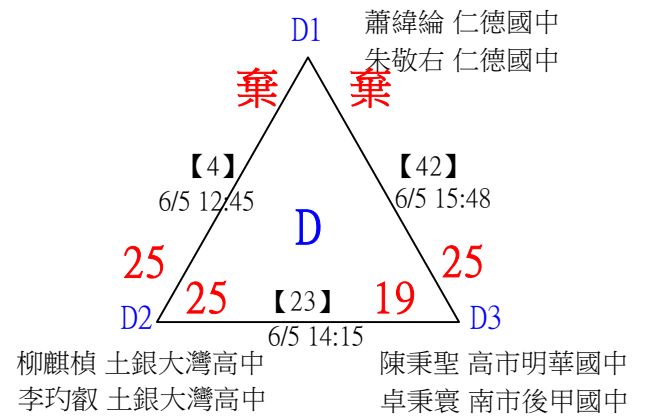 D1
蕭緯綸 仁德國中
朱敬右 仁德國中
棄
棄
【4】
6/5 12:45
【42】
6/5 15:48
D
25
25
25
【23】
19
6/5 14:15
D2
D3
柳麒楨 土銀大灣高中
李玓叡 土銀大灣高中
陳秉聖 高市明華國中
卓秉寰 南市後甲國中